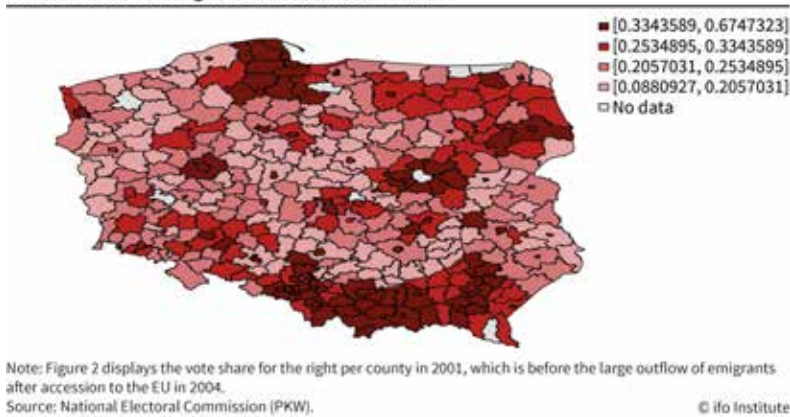 [0.3343589, 0.6747323]
[0.2534895, 0.3343589]
[0.2057031, 0.2534895]
[0.0880927, 0.2057031]
No data
Note: Figure 2 displays the vote share for the right per county in 2001, which is before the large outflow of emigrants
after accession to the EU in 2004.
Source: National Electoral Commission (PKW).
© ifo Institute